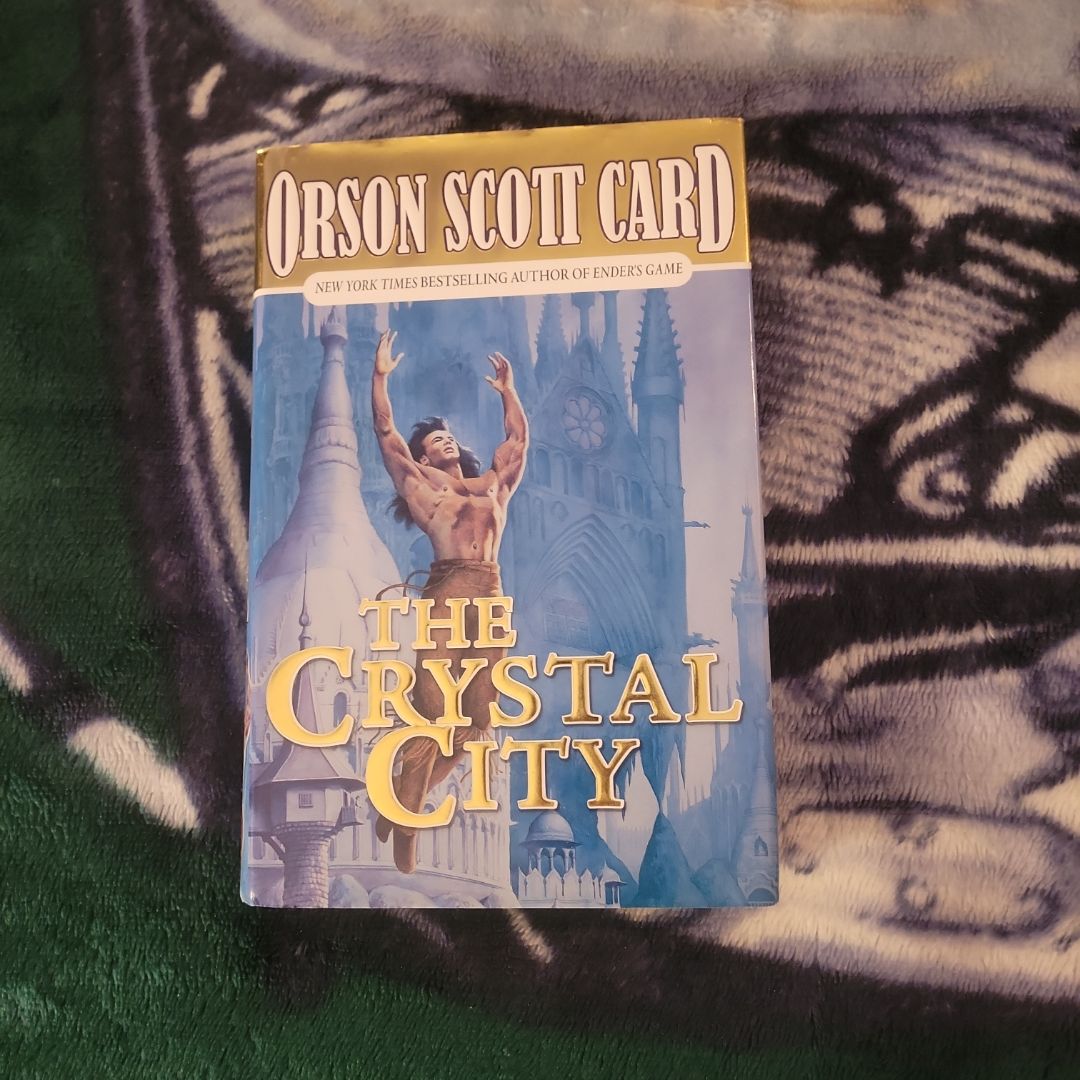 ORSON SCOTT CARD
NEW YORK TIMES BESTSELLING AUTHOR OF ENDER'S GAME
THE
CRYSTAL
CITY